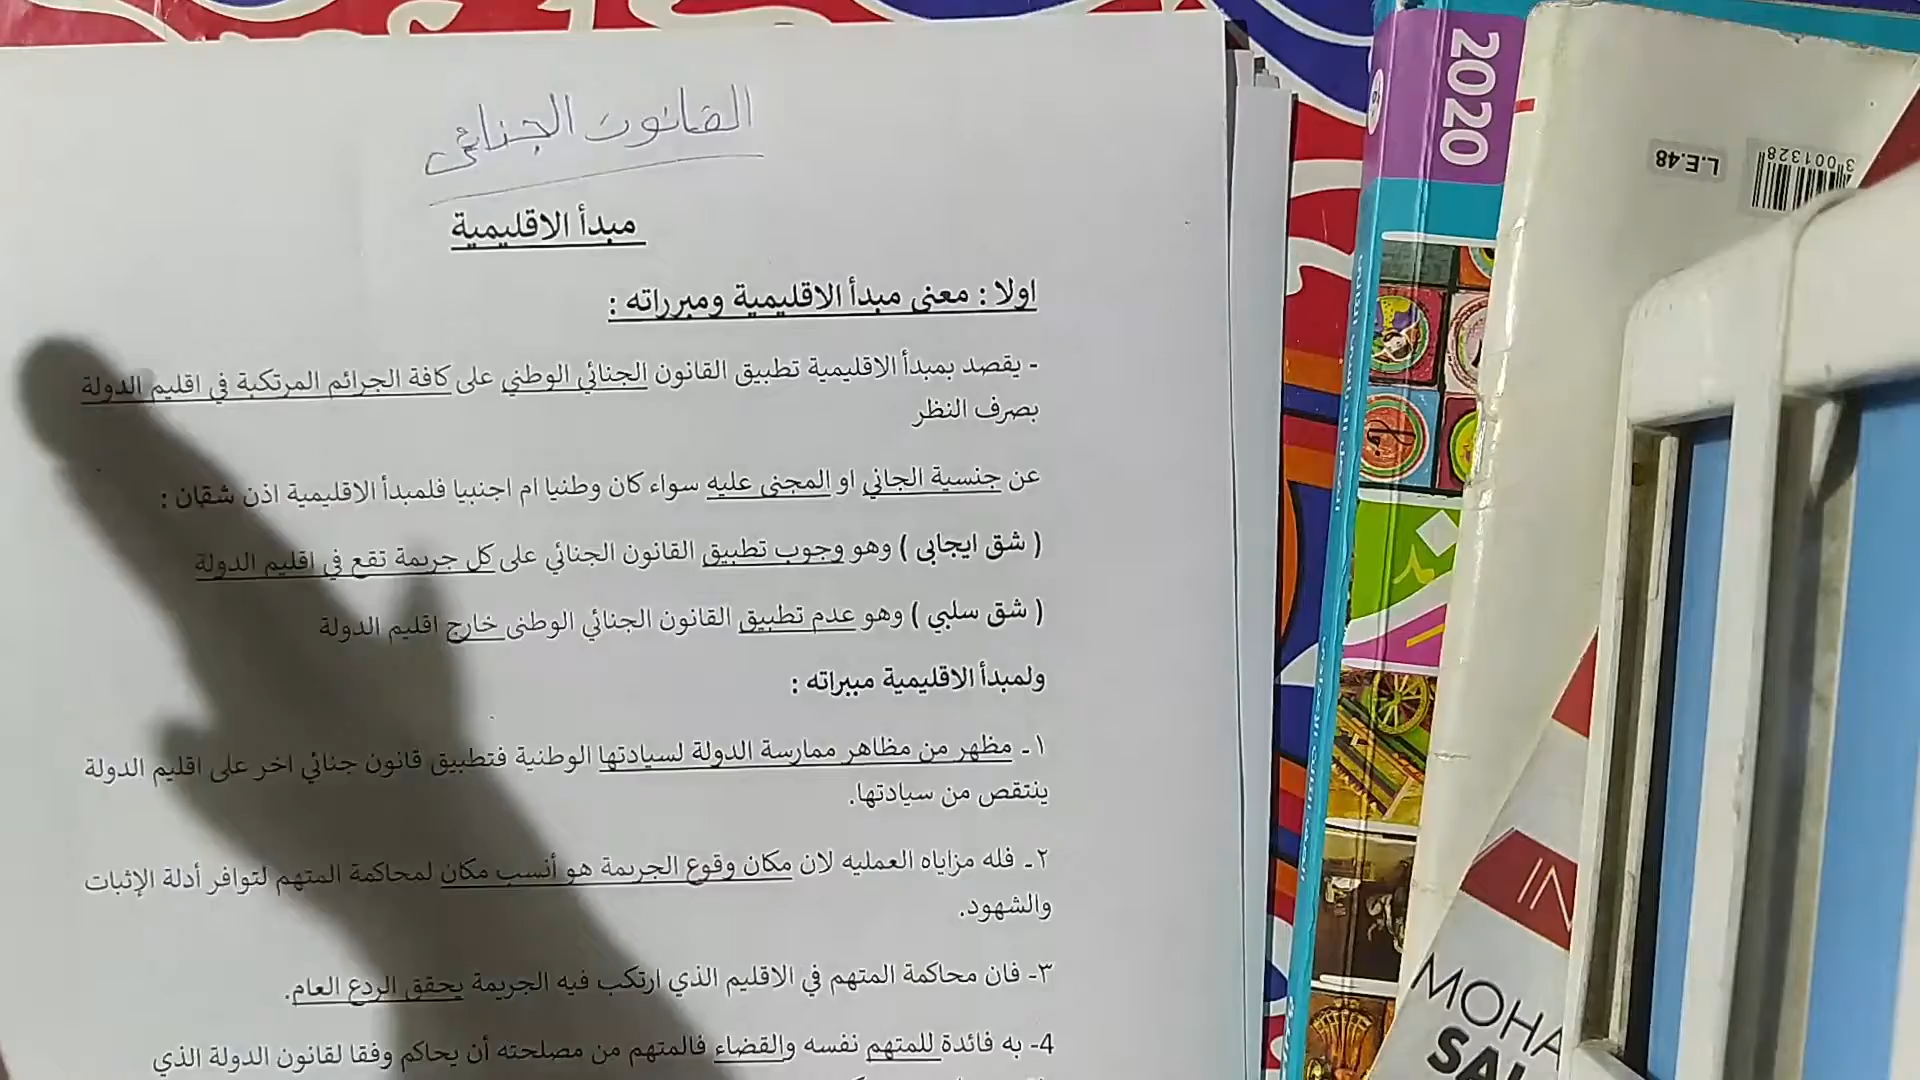 القانون الجنائي
مبدأ الاقليمية
اولا : معنى مبدأ الاقليمية ومبرراته :
- يقصد بمبدأ الاقليمية تطبيق القانون الجنائي الوطني على كافة الجرائم المرتكبة في اقليم الدولة
بصرف النظر
عن جنسية الجاني او المجنى عليه سواء كان وطنيا ام اجنبيا فلمبدأ الاقليمية اذن شقان :
( شق ايجابى ) وهو وجوب تطبيق القانون الجنائي على كل جريمة تقع في اقليم الدولة
( شق سلبي ) وهو عدم تطبيق القانون الجنائي الوطنى خارج اقليم الدولة
ولمبدأ الاقليمية مبراته :
١- مظهر من مظاهر ممارسة الدولة لسيادتها الوطنية فتطبيق قانون جنائي اخر على اقليم الدولة
ينتقص من سيادتها.
٢- فله مزاياه العمليه لان مكان وقوع الجريمة هو أنسب مكان لمحاكمة المتهم لتوافر أدلة الإثبات
والشهود.
٣- فان محاكمة المتهم في الاقليم الذي ارتكب فيه الجريمة يحقق الردع العام.
4- به فائدة للمتهم نفسه والقضاء فالمتهم من مصلحته أن يحاكم وفقا لقانون الدولة الذي
2020
L.E.48
3 001328
IN
MOHA
SAL